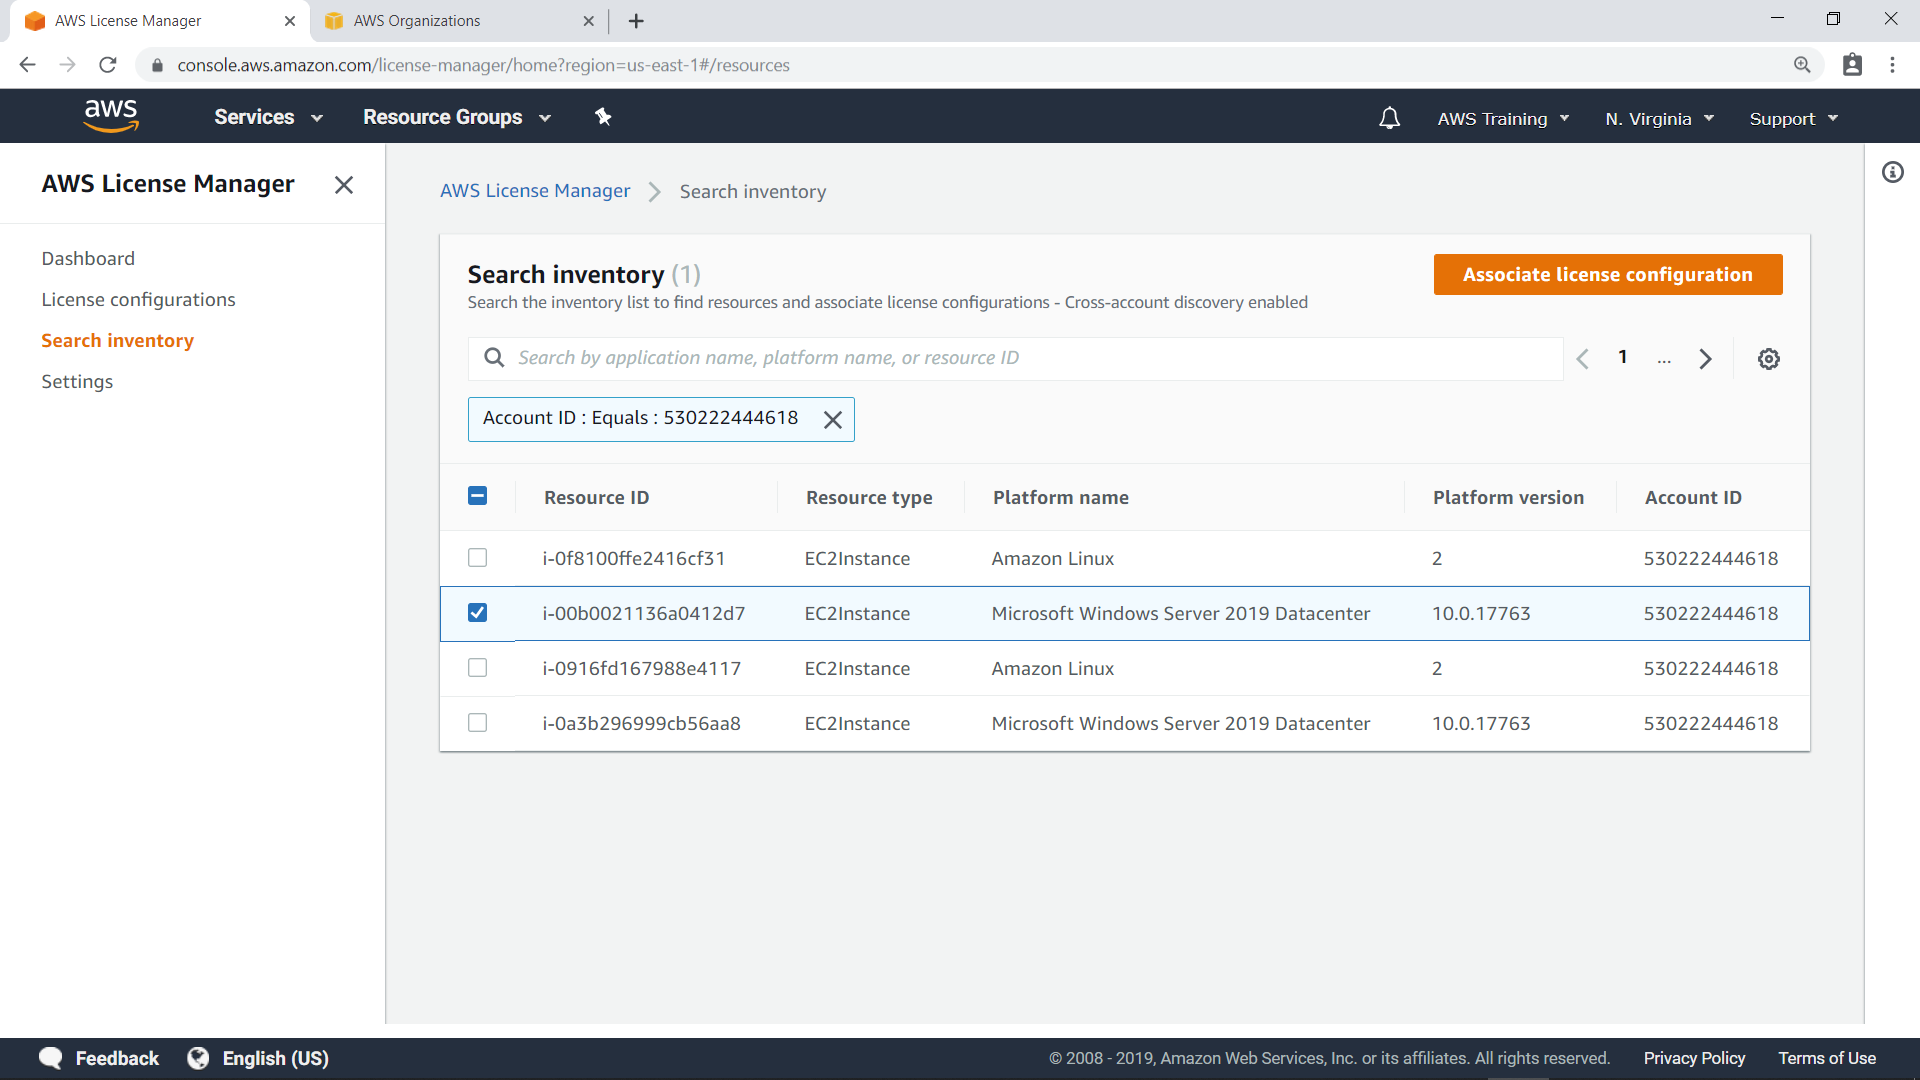 AWS License Manager
AWS Organizations
console.aws.amazon.com/license-manager/home?region=us-east-1#/resources
aws
Services
Resource Groups
AWS Training
N. Virginia
Support
AWS License Manager
Dashboard
License configurations
Search inventory
Settings
AWS License Manager
Search inventory
Search inventory (1)
Associate license configuration
Search the inventory list to find resources and associate license configurations - Cross-account discovery enabled
Search by application name, platform name, or resource ID
1
...
Account ID : Equals : 530222444618
Resource ID Resource type Platform name Platform version Account ID
i-0f8100ffe2416cf31 EC2Instance Amazon Linux 2 530222444618
i-00b0021136a0412d7 EC2Instance Microsoft Windows Server 2019 Datacenter 10.0.17763 530222444618
i-0916fd167988e4117 EC2Instance Amazon Linux 2 530222444618
i-0a3b296999cb56aa8 EC2Instance Microsoft Windows Server 2019 Datacenter 10.0.17763 530222444618
Feedback
English (US)
© 2008 - 2019, Amazon Web Services, Inc. or its affiliates. All rights reserved.
Privacy Policy
Terms of Use